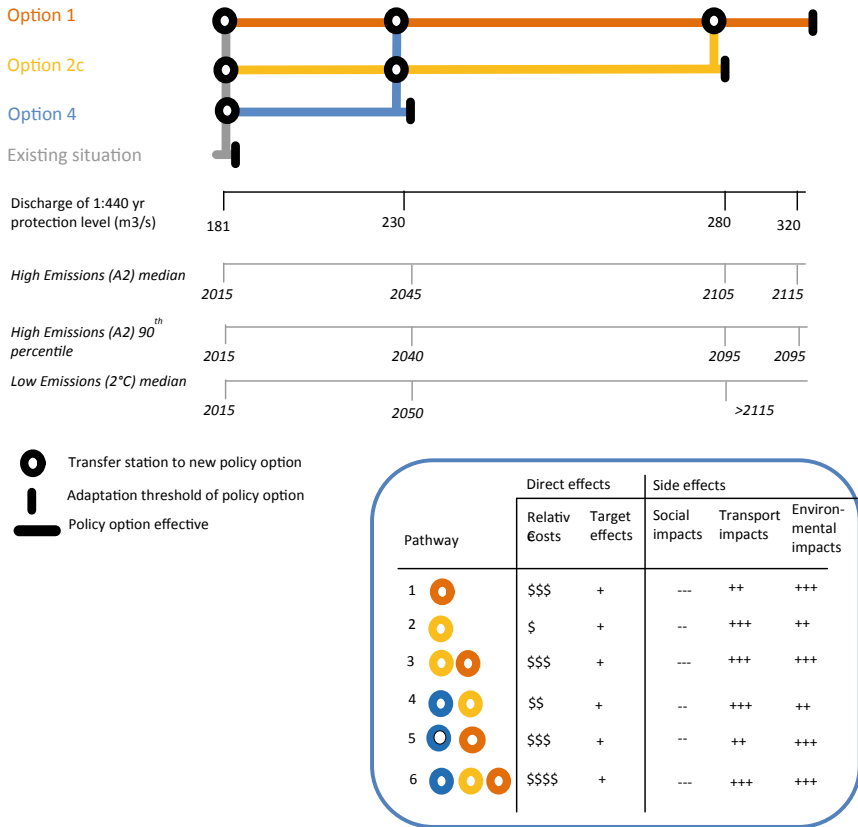 Option 1
Option 2c
Option 4
Existing situation
Discharge of 1:440 yr
protection level (m3/s)
181
230
280
320
High Emissions (A2) median
2015
2045
2105
2115
High Emissions (A2) 90th
percentile
2015
2040
2095
2095
Low Emissions (2°C) median
2015
2050
>2115
Transfer station to new policy option
Adaptation threshold of policy option
Policy option effective
Direct effects
Side effects
Pathway
Relative
Costs
Target
effects
Social
impacts
Transport
impacts
Environ-
mental
impacts
1 $$$ + --- ++ +++
2 $ + -- +++ ++
3 $$$ + --- +++ +++
4 $$ + -- +++ ++
5 $$$ + -- ++ +++
6 $$$$ + --- +++ +++